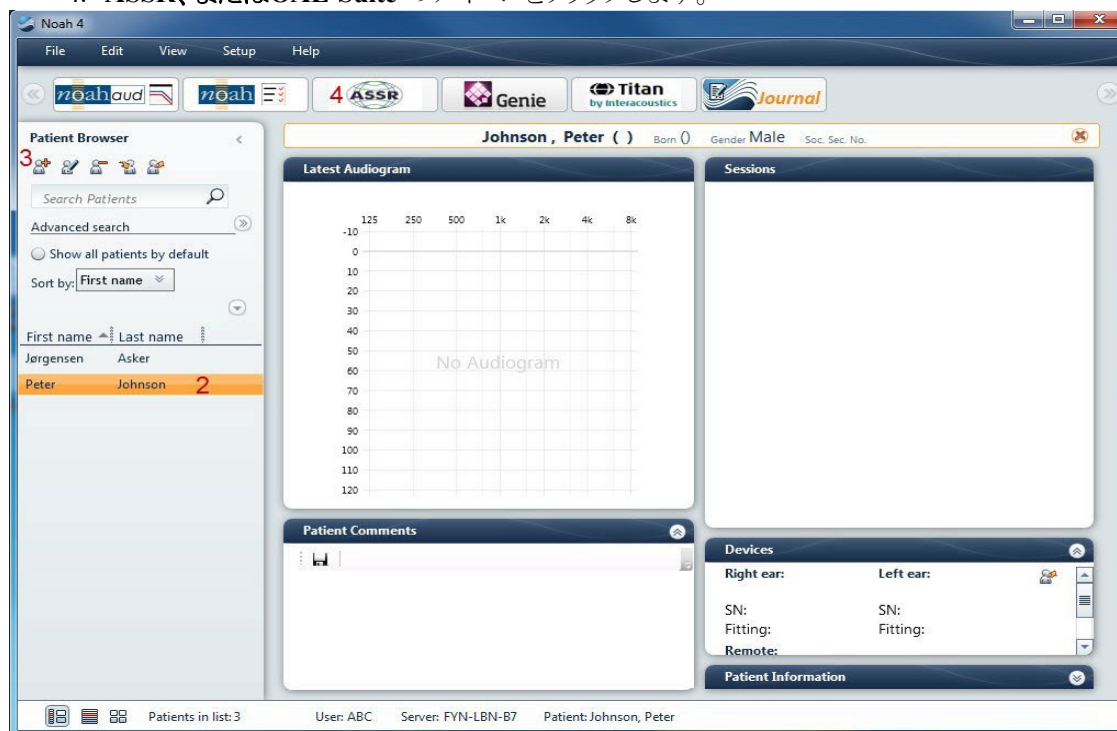 4. ASSR、またはOAE Suite のアイコンをクリックします。
Noah 4
File Edit View Setup Help
noah aud noah 4 ASSR Genie Titan by Interacoustics Journal
Patient Browser
Johnson , Peter ( ) Born () Gender Male Soc. Sec. No.
3
Latest Audiogram
Sessions
Search Patients
Advanced search
Show all patients by default
Sort by: First name
First name Last name
Jørgensen Asker
Peter Johnson 2
125 250 500 1k 2k 4k 8k
-10
0
10
20
30
40
50
60
70
80
90
100
110
120
No Audiogram
Patient Comments
Devices
Right ear: Left ear:
SN: SN:
Fitting: Fitting:
Remote:
Patient Information
Patients in list: 3 User: ABC Server: FYN-LBN-B7 Patient: Johnson, Peter